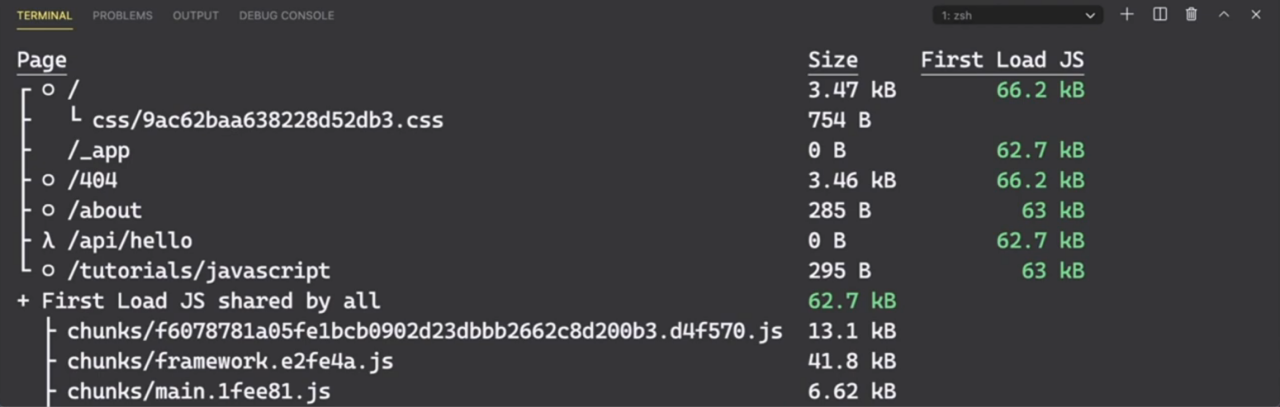 TERMINAL PROBLEMS OUTPUT DEBUG CONSOLE 1: zsh
Page Size First Load JS
┌ ○ / 3.47 kB 66.2 kB
├ └ css/9ac62baa638228d52db3.css 754 B
├ /_app 0 B 62.7 kB
├ ○ /404 3.46 kB 66.2 kB
├ ○ /about 285 B 63 kB
├ λ /api/hello 0 B 62.7 kB
└ ○ /tutorials/javascript 295 B 63 kB
+ First Load JS shared by all 62.7 kB
├ chunks/f6078781a05fe1bcb0902d23dbbb2662c8d200b3.d4f570.js 13.1 kB
├ chunks/framework.e2fe4a.js 41.8 kB
├ chunks/main.1fee81.js 6.62 kB